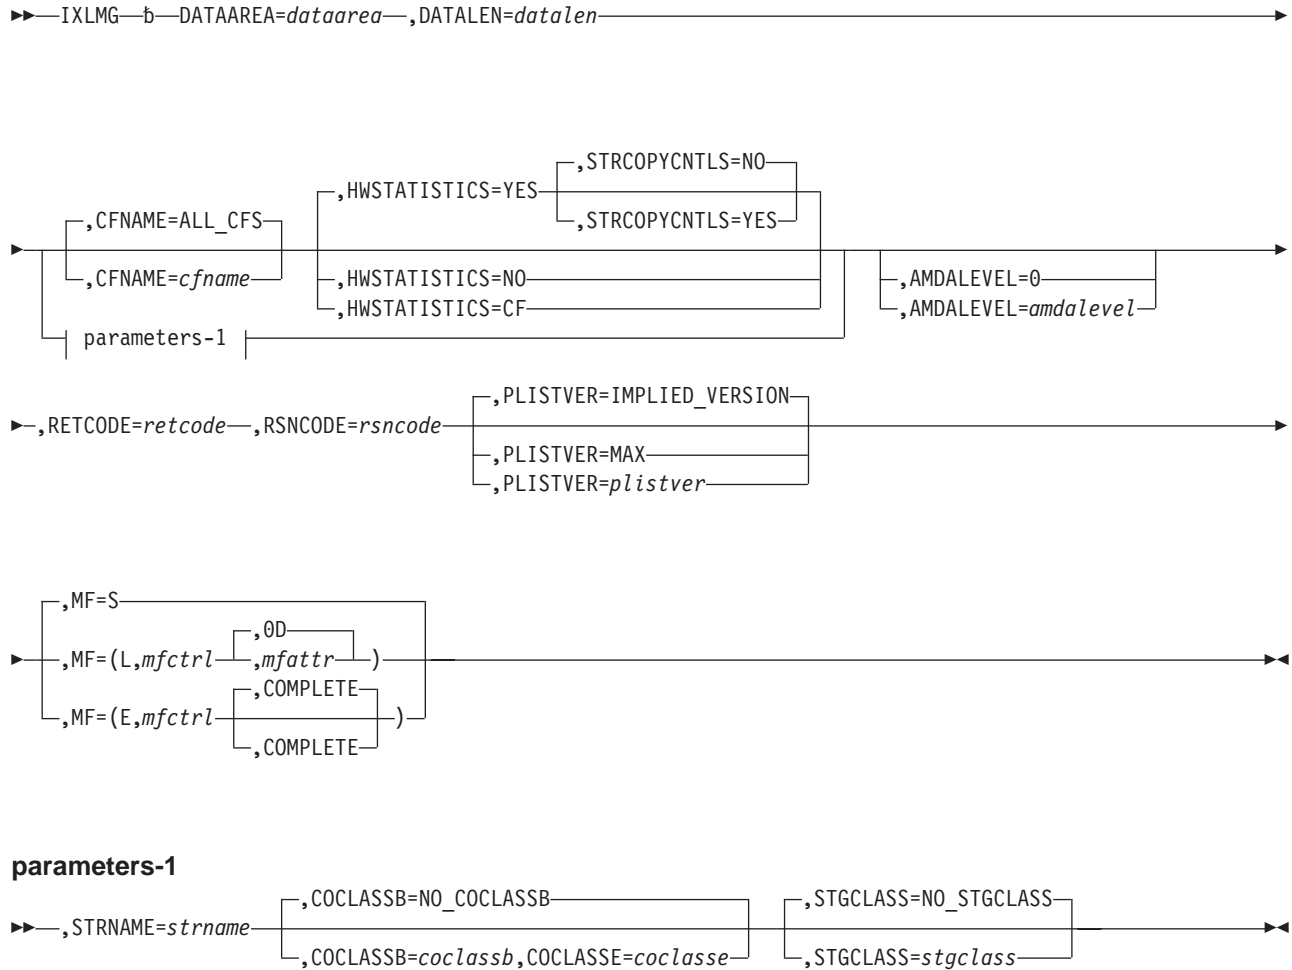 IXLMG ƀ DATAAREA=dataarea ,DATALEN=datalen
,STRCOPYCNTLS=NO
,HWSTATISTICS=YES
,STRCOPYCNTLS=YES
,CFNAME=ALL_CFS
,CFNAME=cfname
,HWSTATISTICS=NO
,HWSTATISTICS=CF
,AMDALEVEL=0
,AMDALEVEL=amdalevel
parameters-1
,RETCODE=retcode ,RSNCODE=rsncode
,PLISTVER=IMPLIED_VERSION
,PLISTVER=MAX
,PLISTVER=plistver
,MF=S
,MF=(L,mfctrl ,0D ,mfattr )
,MF=(E,mfctrl ,COMPLETE ,COMPLETE )
parameters-1
,STRNAME=strname
,COCLASSB=NO_COCLASSB
,COCLASSB=coclassb,COCLASSE=coclasse
,STGCLASS=NO_STGCLASS
,STGCLASS=stgclass